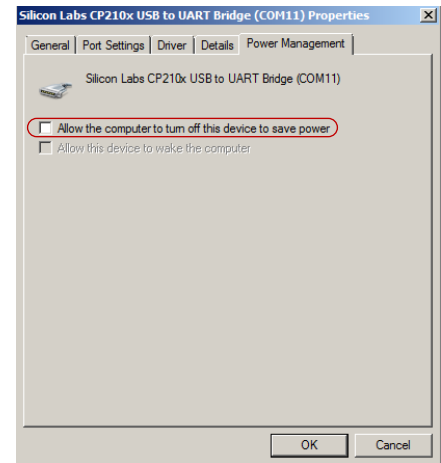 Silicon Labs CP210x USB to UART Bridge (COM11) Properties
General Port Settings Driver Details Power Management
Silicon Labs CP210x USB to UART Bridge (COM11)
Allow the computer to turn off this device to save power
Allow this device to wake the computer
OK Cancel